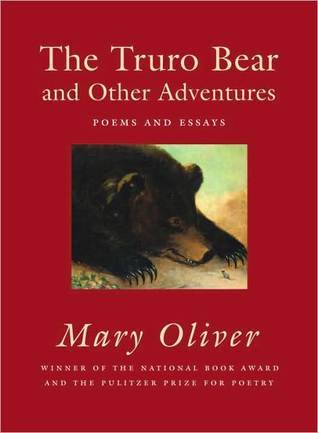 The Truro Bear
and Other Adventures
POEMS AND ESSAYS
Mary Oliver
WINNER OF THE NATIONAL BOOK AWARD
AND THE PULITZER PRIZE FOR POETRY